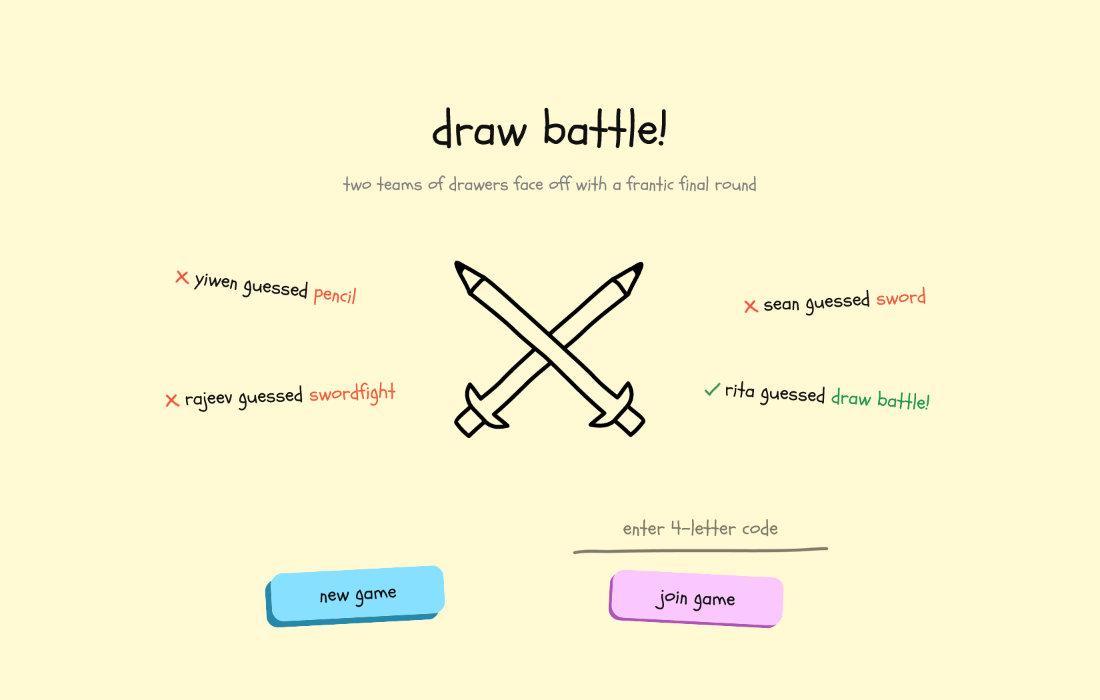 draw battle!
two teams of drawers face off with a frantic final round
yiwen guessed pencil
sean guessed sword
rajeev guessed swordfight
rita guessed draw battle!
enter 4-letter code
new game
join game